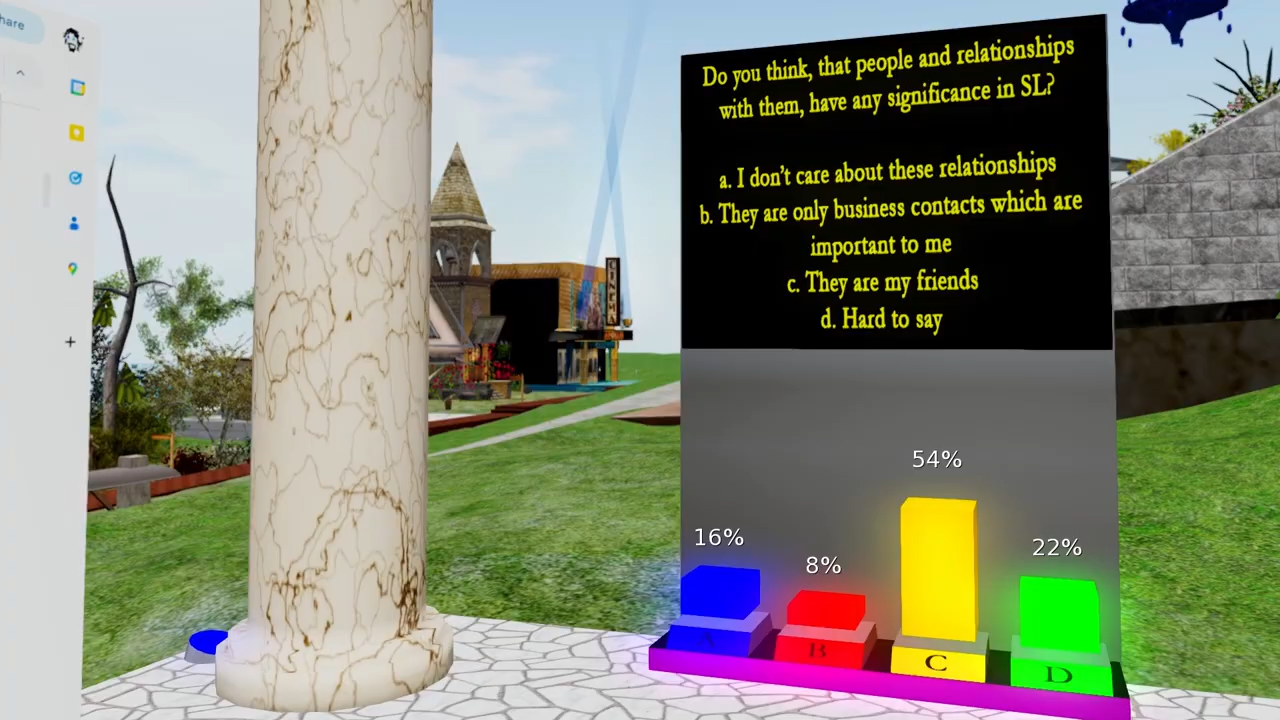 hare
CINEMA
Do you think, that people and relationships
with them, have any significance in SL?
a. I don't care about these relationships
b. They are only business contacts which are
important to me
c. They are my friends
d. Hard to say
16%
8%
54%
22%
A
B
C
D